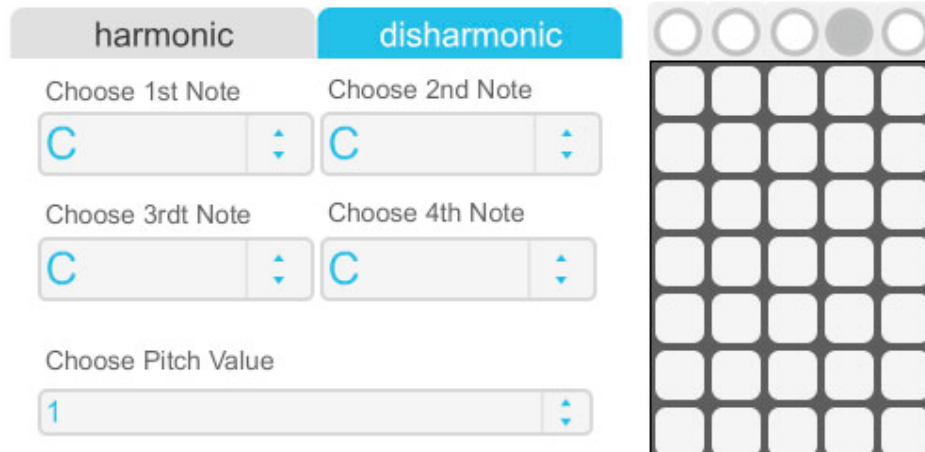 harmonic disharmonic
Choose 1st Note Choose 2nd Note
C C
Choose 3rdt Note Choose 4th Note
C C
Choose Pitch Value
1